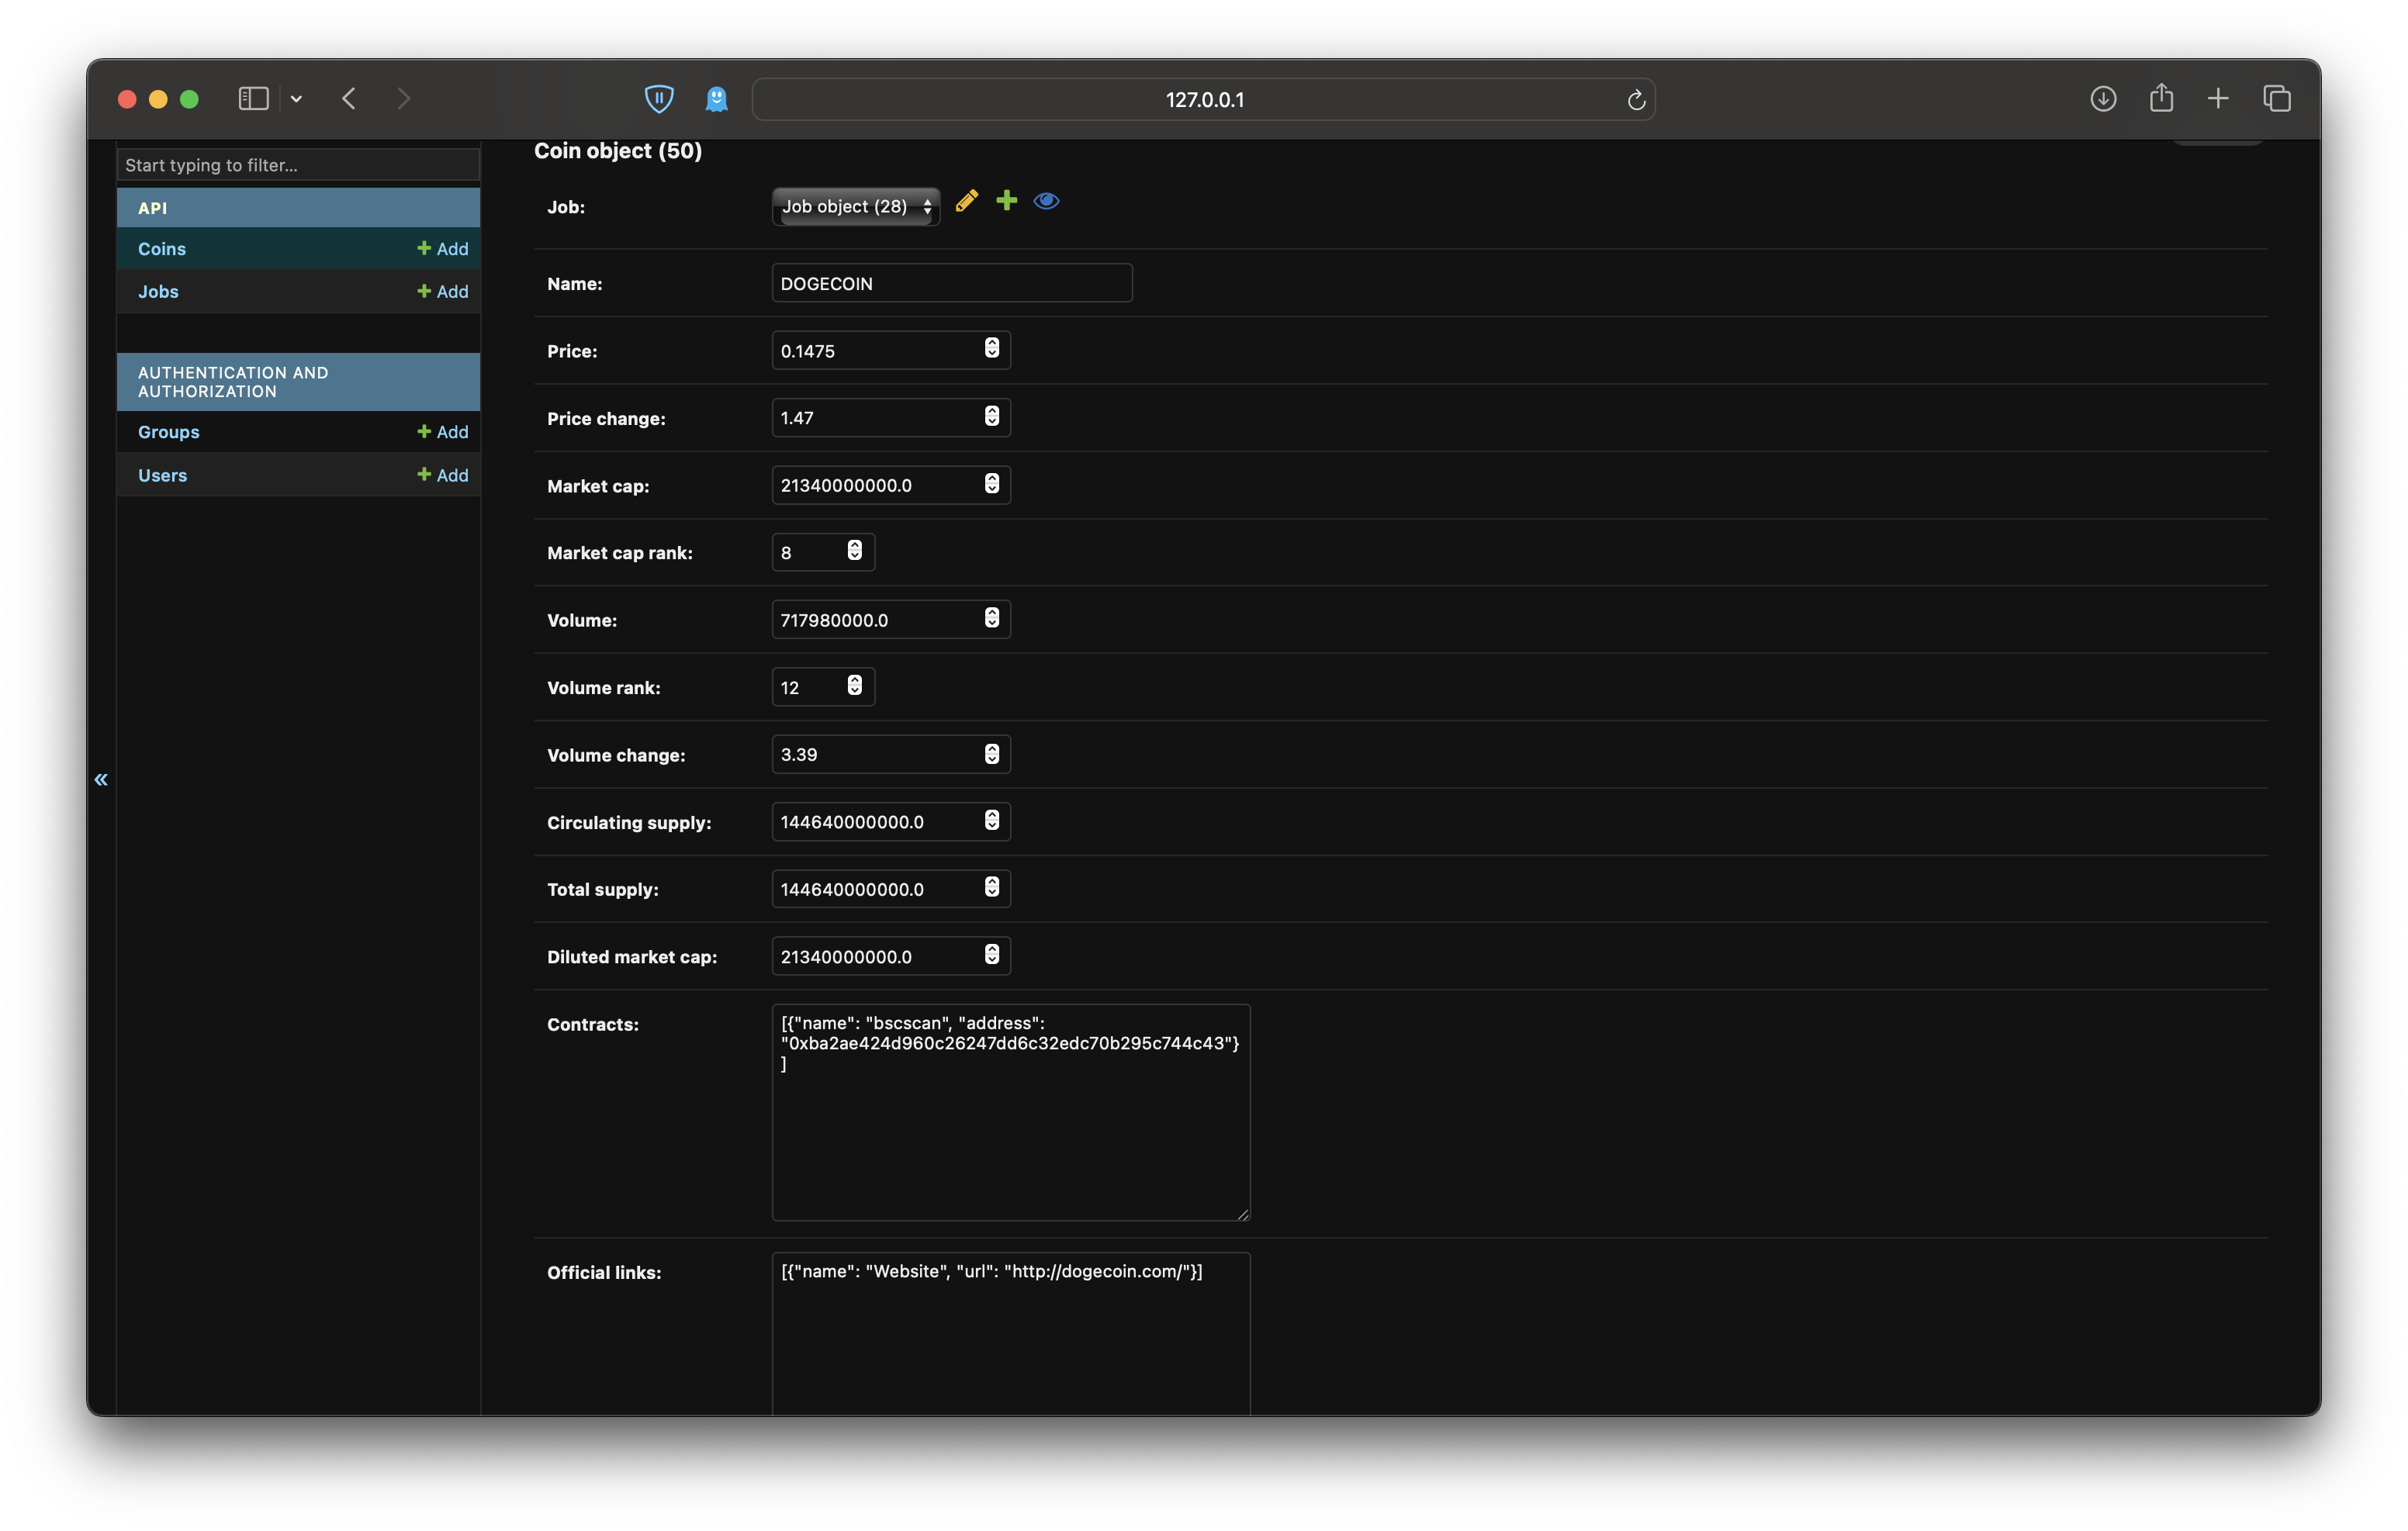 127.0.0.1
Start typing to filter...
API
Coins
Add
Jobs
Add
AUTHENTICATION AND
AUTHORIZATION
Groups
Add
Users
Add
«
Coin object (50)
Job:
Job object (28)
Name:
DOGECOIN
Price:
0.1475
Price change:
1.47
Market cap:
21340000000.0
Market cap rank:
8
Volume:
717980000.0
Volume rank:
12
Volume change:
3.39
Circulating supply:
144640000000.0
Total supply:
144640000000.0
Diluted market cap:
21340000000.0
Contracts:
[{"name": "bscscan", "address":
"0xba2ae424d960c26247dd6c32edc70b295c744c43"}
]
Official links:
[{"name": "Website", "url": "http://dogecoin.com/"}]